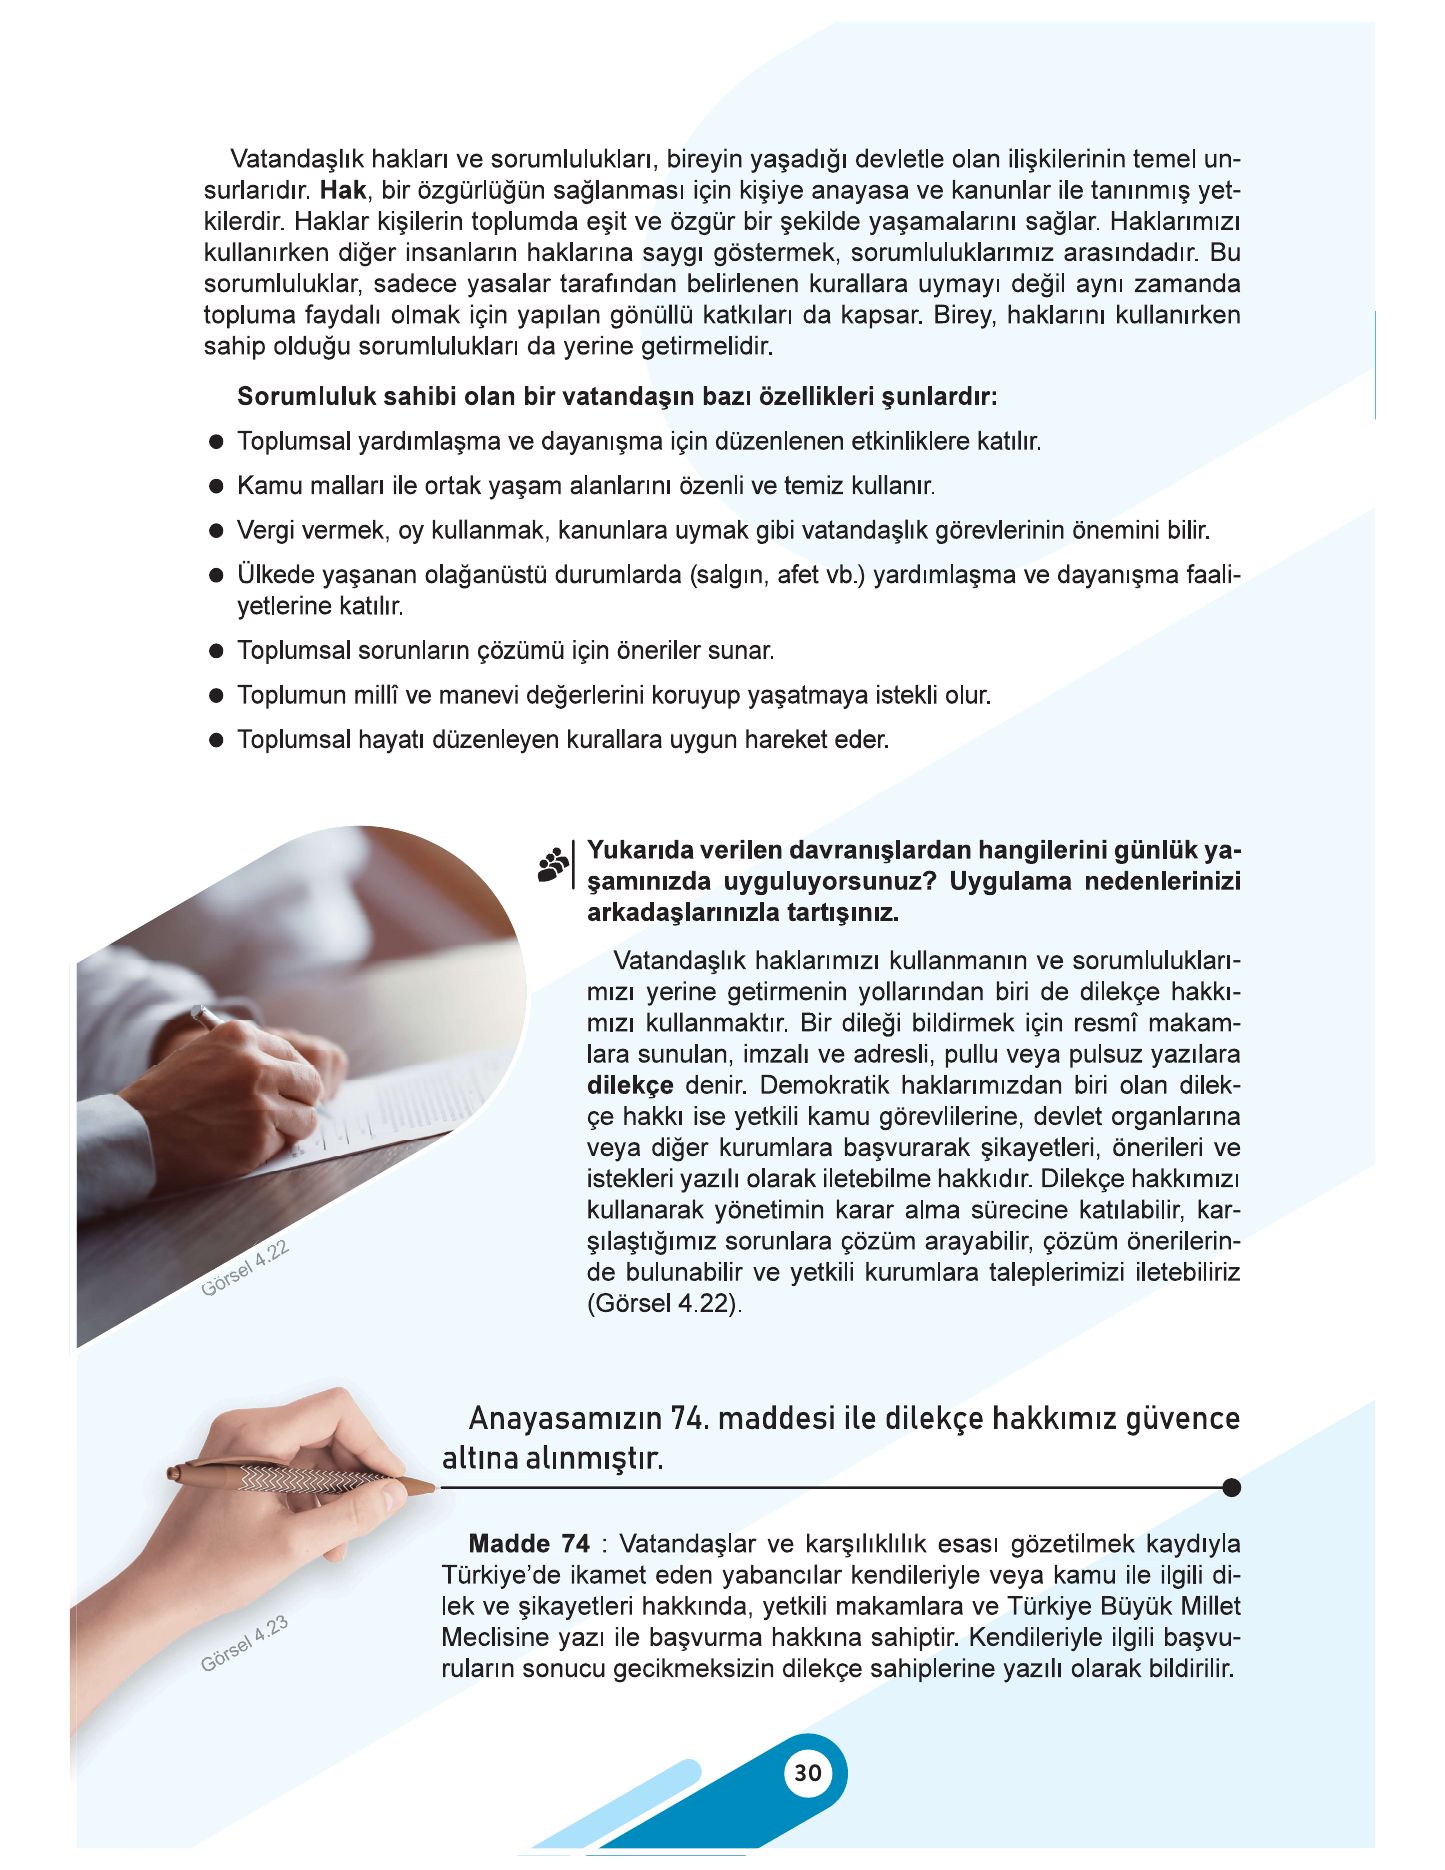 Vatandaşlık hakları ve sorumlulukları, bireyin yaşadığı devletle olan ilişkilerinin temel un-
surlarıdır. Hak, bir özgürlüğün sağlanması için kişiye anayasa ve kanunlar ile tanınmış yet-
kilerdir. Haklar kişilerin toplumda eşit ve özgür bir şekilde yaşamalarını sağlar. Haklarımızı
kullanırken diğer insanların haklarına saygı göstermek, sorumluluklarımız arasındadır. Bu
sorumluluklar, sadece yasalar tarafından belirlenen kurallara uymayı değil aynı zamanda
topluma faydalı olmak için yapılan gönüllü katkıları da kapsar. Birey, haklarını kullanırken
sahip olduğu sorumlulukları da yerine getirmelidir.
Sorumluluk sahibi olan bir vatandaşın bazı özellikleri şunlardır:
● Toplumsal yardımlaşma ve dayanışma için düzenlenen etkinliklere katılır.
● Kamu malları ile ortak yaşam alanlarını özenli ve temiz kullanır.
● Vergi vermek, oy kullanmak, kanunlara uymak gibi vatandaşlık görevlerinin önemini bilir.
● Ülkede yaşanan olağanüstü durumlarda (salgın, afet vb.) yardımlaşma ve dayanışma faali-
yetlerine katılır.
● Toplumsal sorunların çözümü için öneriler sunar.
● Toplumun millî ve manevi değerlerini koruyup yaşatmaya istekli olur.
● Toplumsal hayatı düzenleyen kurallara uygun hareket eder.
Yukarıda verilen davranışlardan hangilerini günlük ya-
şamınızda uyguluyorsunuz? Uygulama nedenlerinizi
arkadaşlarınızla tartışınız.
Vatandaşlık haklarımızı kullanmanın ve sorumlulukları-
mızı yerine getirmenin yollarından biri de dilekçe hakkı-
mızı kullanmaktır. Bir dileği bildirmek için resmî makam-
lara sunulan, imzalı ve adresli, pullu veya pulsuz yazılara
dilekçe denir. Demokratik haklarımızdan biri olan dilek-
çe hakkı ise yetkili kamu görevlilerine, devlet organlarına
veya diğer kurumlara başvurarak şikayetleri, önerileri ve
istekleri yazılı olarak iletebilme hakkıdır. Dilekçe hakkımızı
kullanarak yönetimin karar alma sürecine katılabilir, kar-
şılaştığımız sorunlara çözüm arayabilir, çözüm önerilerin-
de bulunabilir ve yetkili kurumlara taleplerimizi iletebiliriz
(Görsel 4.22).
Görsel 4.22
Anayasamızın 74. maddesi ile dilekçe hakkımız güvence
altına alınmıştır.
Madde 74 : Vatandaşlar ve karşılıklılık esası gözetilmek kaydıyla
Türkiye’de ikamet eden yabancılar kendileriyle veya kamu ile ilgili di-
lek ve şikayetleri hakkında, yetkili makamlara ve Türkiye Büyük Millet
Meclisine yazı ile başvurma hakkına sahiptir. Kendileriyle ilgili başvu-
ruların sonucu gecikmeksizin dilekçe sahiplerine yazılı olarak bildirilir.
Görsel 4.23
30